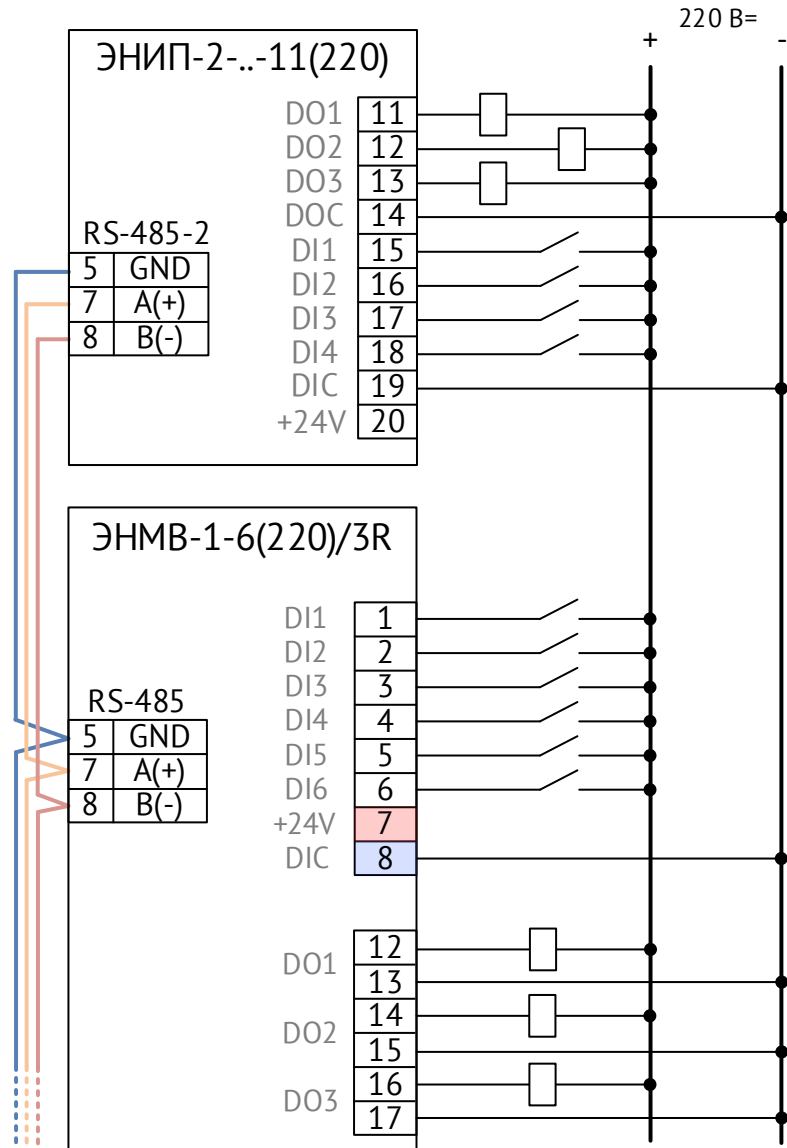 220 В=
+ -
ЭНИП-2-..-11(220)
DO1 11
DO2 12
DO3 13
DOC 14
DI1 15
DI2 16
DI3 17
DI4 18
DIC 19
+24V 20
RS-485-2
5 GND
7 A(+)
8 B(-)
ЭНМВ-1-6(220)/3R
DI1 1
DI2 2
DI3 3
DI4 4
DI5 5
DI6 6
+24V 7
DIC 8
RS-485
5 GND
7 A(+)
8 B(-)
DO1 12
13
DO2 14
15
DO3 16
17